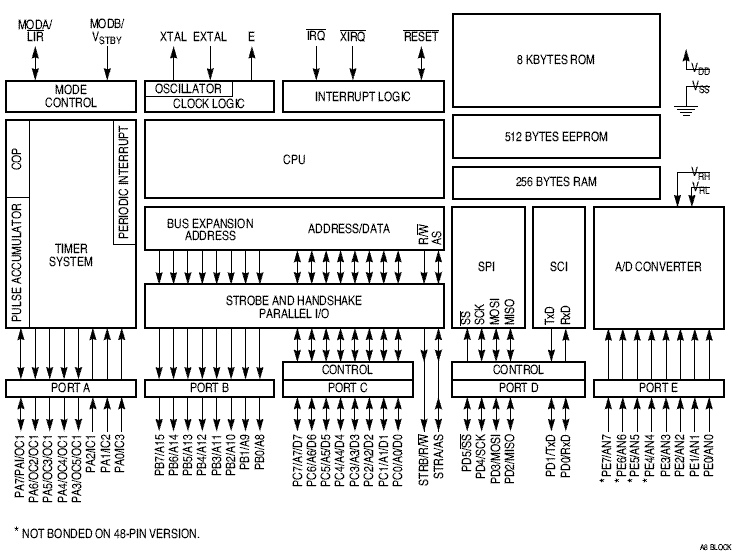 MODA/
LIR
MODB/
VSTBY
XTAL
EXTAL
E
IRQ
XIRQ
RESET
MODE
CONTROL
OSCILLATOR
CLOCK LOGIC
INTERRUPT LOGIC
8 KBYTES ROM
VDD
VSS
COP
PERIODIC INTERRUPT
PULSE ACCUMULATOR
TIMER
SYSTEM
CPU
512 BYTES EEPROM
256 BYTES RAM
VRH
VRL
BUS EXPANSION
ADDRESS
ADDRESS/DATA
R/W
AS
STROBE AND HANDSHAKE
PARALLEL I/O
SPI
SS
SCK
MOSI
MISO
SCI
TxD
RxD
A/D CONVERTER
CONTROL
CONTROL
PORT A
PORT B
PORT C
PORT D
PORT E
PA7/PAI/OC1
PA6/OC2/OC1
PA5/OC3/OC1
PA4/OC4/OC1
PA3/OC5/OC1
PA2/IC1
PA1/IC2
PA0/IC3
PB7/A15
PB6/A14
PB5/A13
PB4/A12
PB3/A11
PB2/A10
PB1/A9
PB0/A8
PC7/A7/D7
PC6/A6/D6
PC5/A5/D5
PC4/A4/D4
PC3/A3/D3
PC2/A2/D2
PC1/A1/D1
PC0/A0/D0
STRB/R/W
STRA/AS
PD5/SS
PD4/SCK
PD3/MOSI
PD2/MISO
PD1/TxD
PD0/RxD
* PE7/AN7
* PE6/AN6
* PE5/AN5
* PE4/AN4
PE3/AN3
PE2/AN2
PE1/AN1
PE0/AN0
* NOT BONDED ON 48-PIN VERSION.
A8 BLOCK